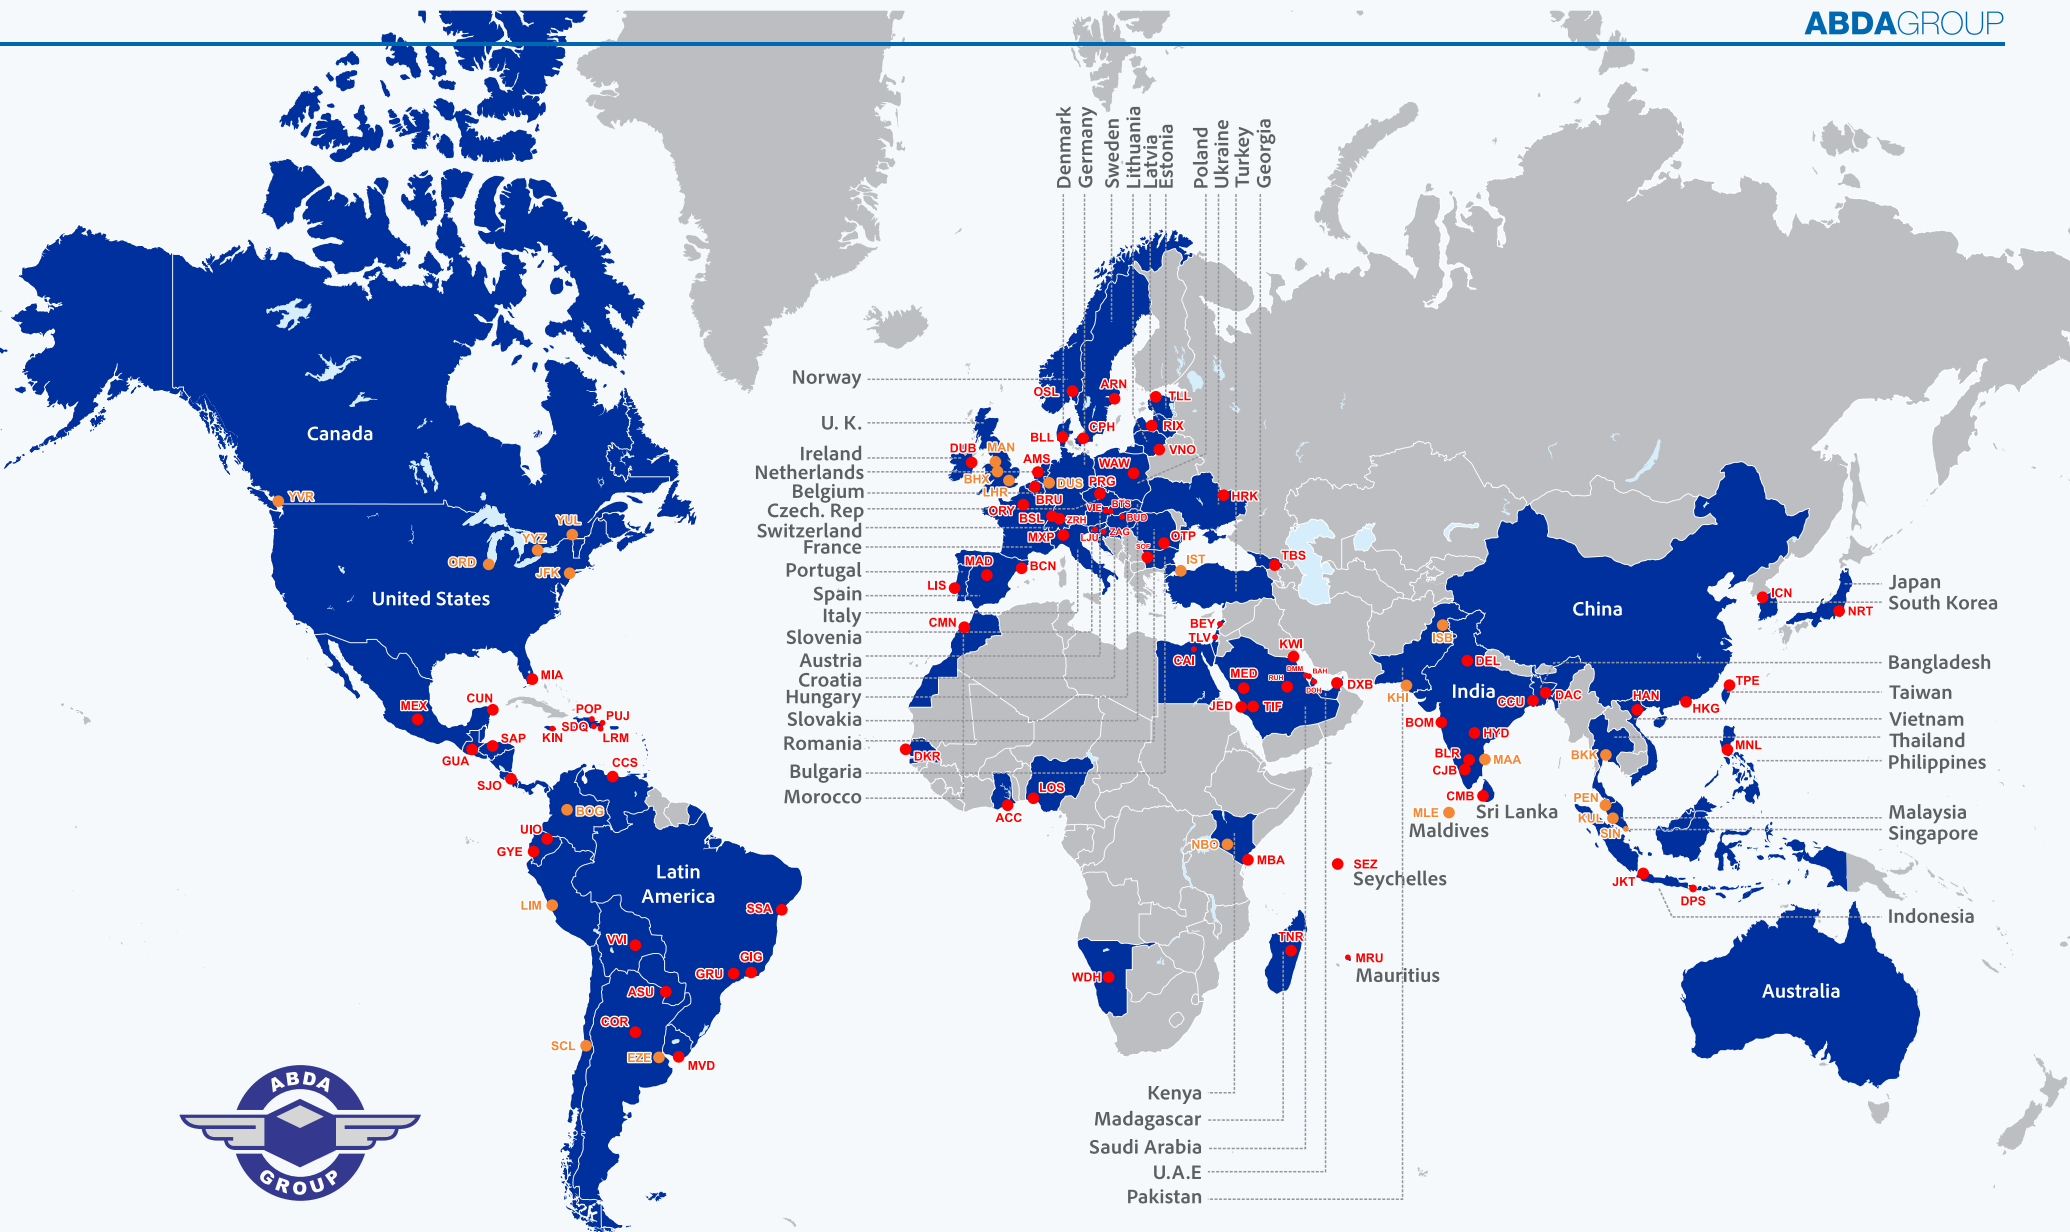 ABDAGROUP
Denmark
Germany
Sweden
Lithuania
Latvia
Estonia
Poland
Ukraine
Turkey
Georgia
Canada
United States
Latin
America
YVR
YUL
YYZ
ORD
JFK
MIA
MEX
CUN
SAP
GUA
SJO
POP
PUJ
SDQ
KIN
LRM
CCS
BOG
UIO
GYE
LIM
SSA
VVI
GIG
GRU
ASU
COR
SCL
EZE
MVD
Norway
U. K.
Ireland
Netherlands
Belgium
Czech. Rep
Switzerland
France
Portugal
Spain
Italy
Slovenia
Austria
Croatia
Hungary
Slovakia
Romania
Bulgaria
Morocco
OSL
ARN
TLL
CPH
BLL
RIX
VNO
DUB
MAN
BHX
LHR
AMS
DUS
WAW
PRG
BRU
ORY
BSL
ZRH
VIE
BTS
BUD
HRK
MXP
LJU
ZAG
OTP
SOF
IST
TBS
MAD
BCN
LIS
CMN
BEY
TLV
CAI
KWI
DMM
BAH
RUH
DOH
MED
DXB
JED
TIF
DKR
ACC
LOS
NBO
MBA
SEZ
Seychelles
TNR
MRU
Mauritius
WDH
Kenya
Madagascar
Saudi Arabia
U.A.E
Pakistan
China
India
ISB
DEL
KHI
CCU
DAC
BOM
HYD
BLR
MAA
CJB
CMB
Sri Lanka
MLE
Maldives
HAN
HKG
TPE
ICN
NRT
MNL
BKK
PEN
KUL
SIN
JKT
DPS
Australia
Japan
South Korea
Bangladesh
Taiwan
Vietnam
Thailand
Philippines
Malaysia
Singapore
Indonesia
ABDA
GROUP